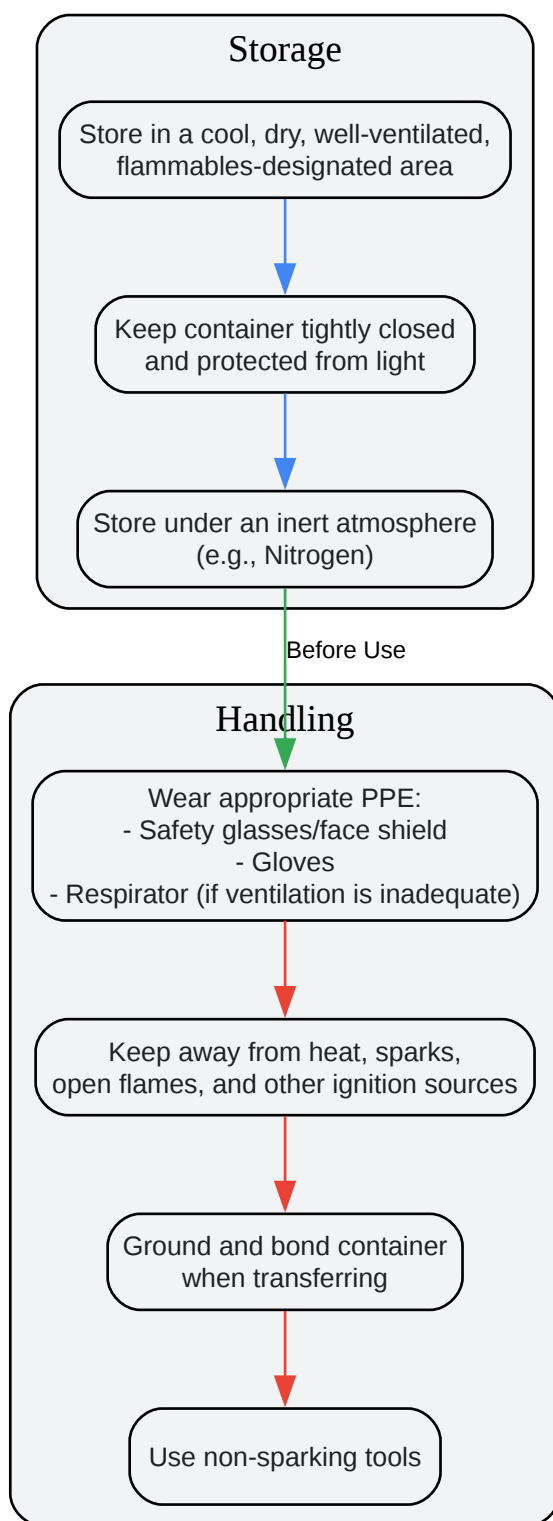 Storage
Store in a cool, dry, well-ventilated,
flammables-designated area
Keep container tightly closed
and protected from light
Store under an inert atmosphere
(e.g., Nitrogen)
Before Use
Handling
Wear appropriate PPE:
- Safety glasses/face shield
- Gloves
- Respirator (if ventilation is inadequate)
Keep away from heat, sparks,
open flames, and other ignition sources
Ground and bond container
when transferring
Use non-sparking tools